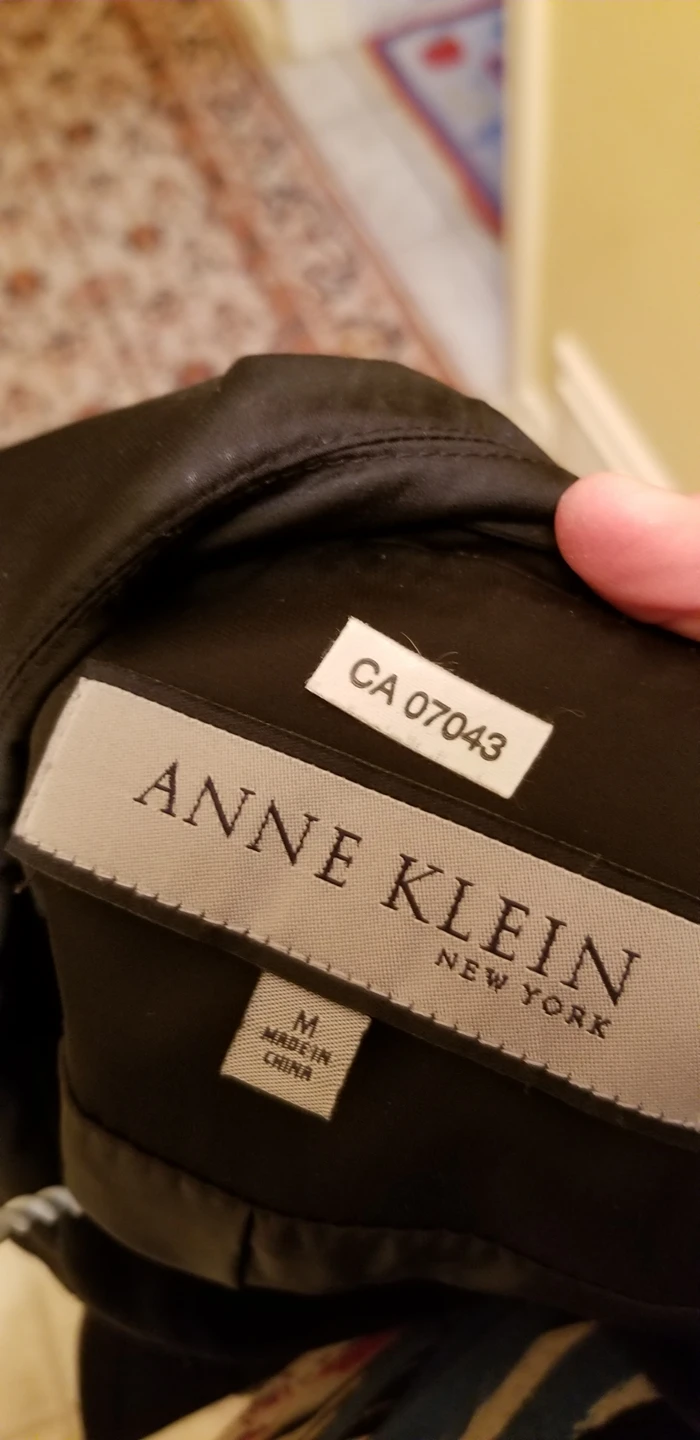 CA 07043
ANNE KLEIN
NEW YORK
M
MADE IN
CHINA